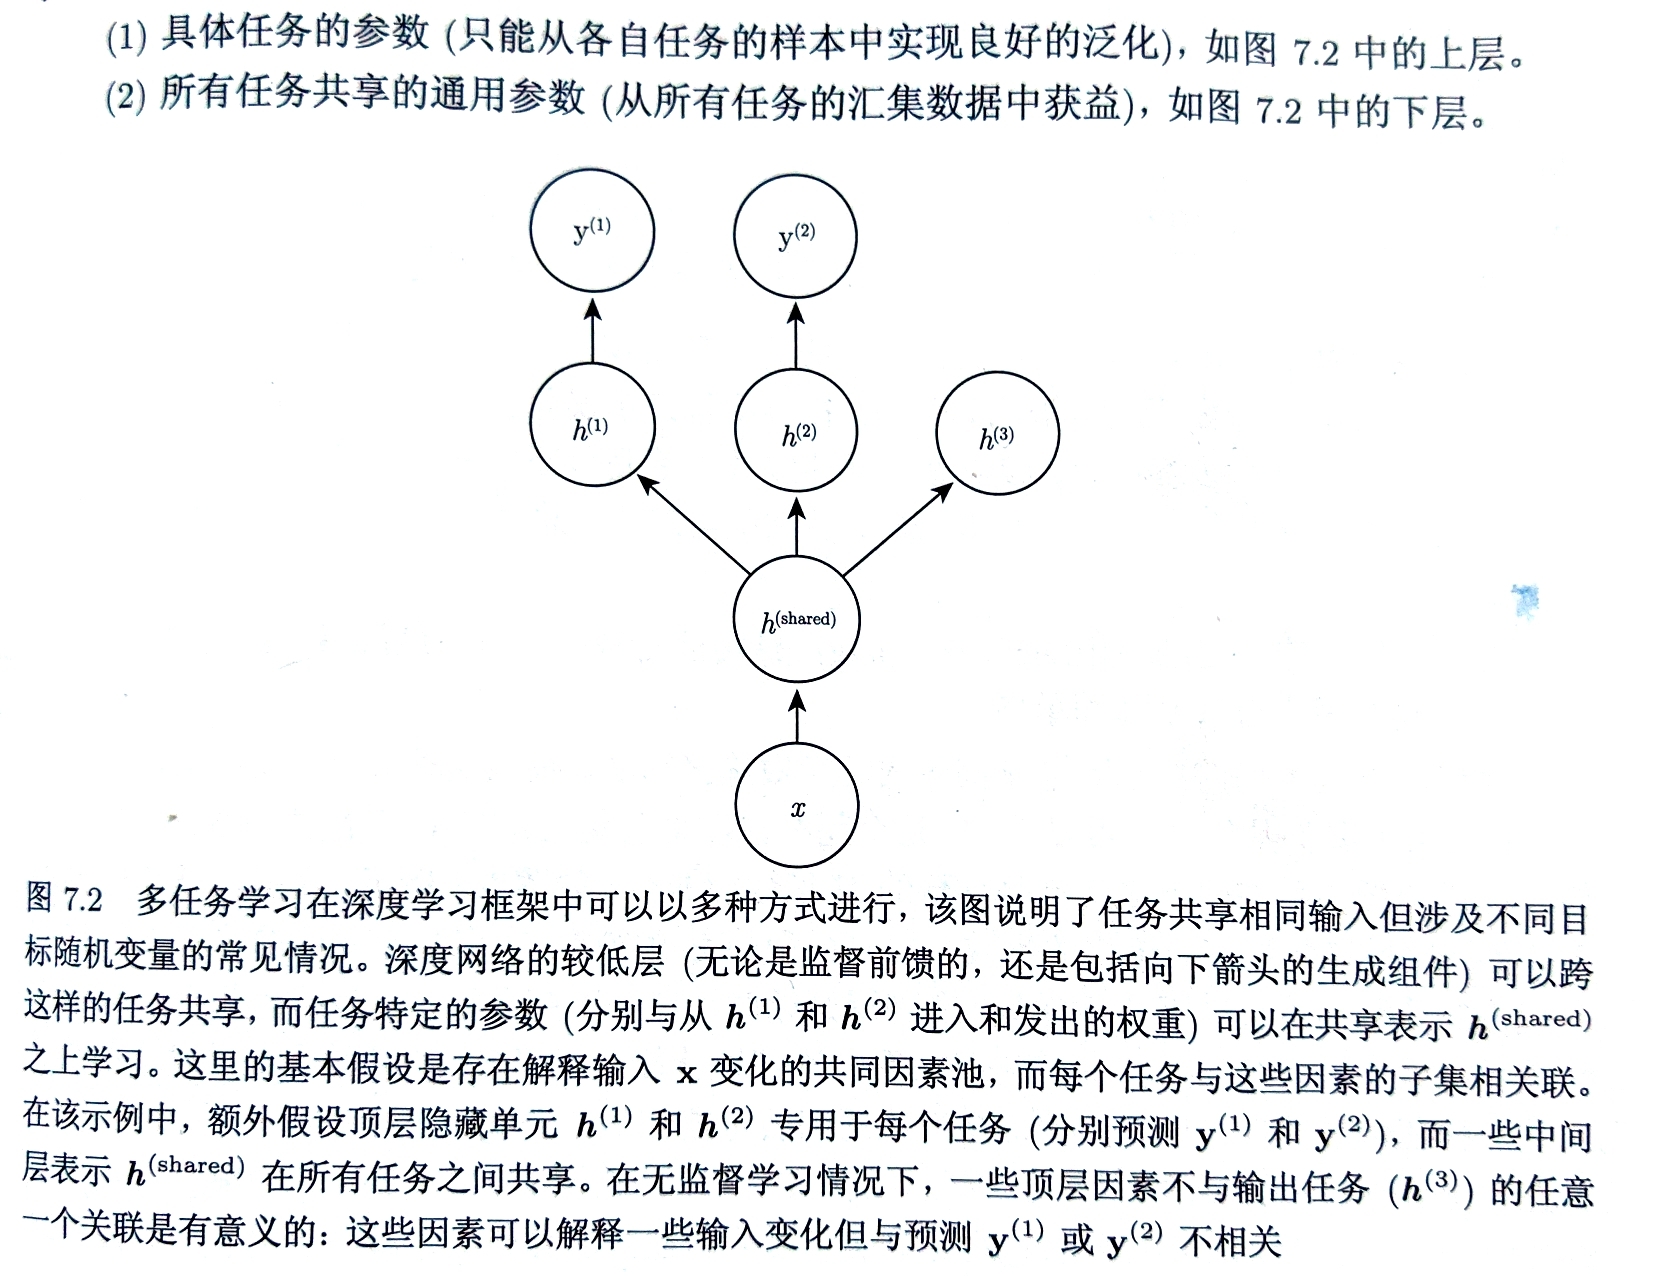 (1) 具体任务的参数 (只能从各自任务的样本中实现良好的泛化)，如图 7.2 中的上层。
(2) 所有任务共享的通用参数 (从所有任务的汇集数据中获益)，如图 7.2 中的下层。
y⁽¹⁾ y⁽²⁾
h⁽¹⁾ h⁽²⁾ h⁽³⁾
h⁽ˢʰᵃʳᵉᵈ⁾
x
图 7.2 多任务学习在深度学习框架中可以以多种方式进行，该图说明了任务共享相同输入但涉及不同目
标随机变量的常见情况。深度网络的较低层 (无论是监督前馈的，还是包括向下箭头的生成组件) 可以跨
这样的任务共享，而任务特定的参数 (分别与从 h⁽¹⁾ 和 h⁽²⁾ 进入和发出的权重) 可以在共享表示 h⁽ˢʰᵃʳᵉᵈ⁾
之上学习。这里的基本假设是存在解释输入 x 变化的共同因素池，而每个任务与这些因素的子集相关联。
在该示例中，额外假设顶层隐藏单元 h⁽¹⁾ 和 h⁽²⁾ 专用于每个任务 (分别预测 y⁽¹⁾ 和 y⁽²⁾)，而一些中间
层表示 h⁽ˢʰᵃʳᵉᵈ⁾ 在所有任务之间共享。在无监督学习情况下，一些顶层因素不与输出任务 (h⁽³⁾) 的任意
一个关联是有意义的：这些因素可以解释一些输入变化但与预测 y⁽¹⁾ 或 y⁽²⁾ 不相关